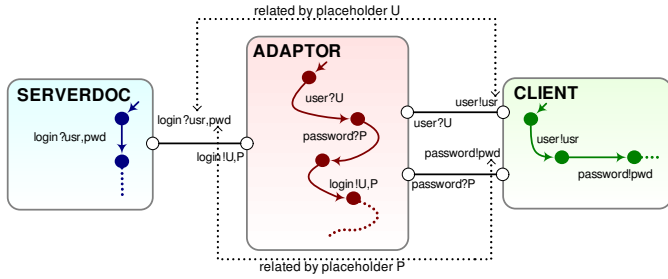 related by placeholder U
ADAPTOR
SERVERDOC
CLIENT
user?U
login?usr,pwd
login?usr,pwd
user!usr
user?U
password?P
user!usr
login!U,P
password!pwd
login!U,P
password?P
password!pwd
related by placeholder P